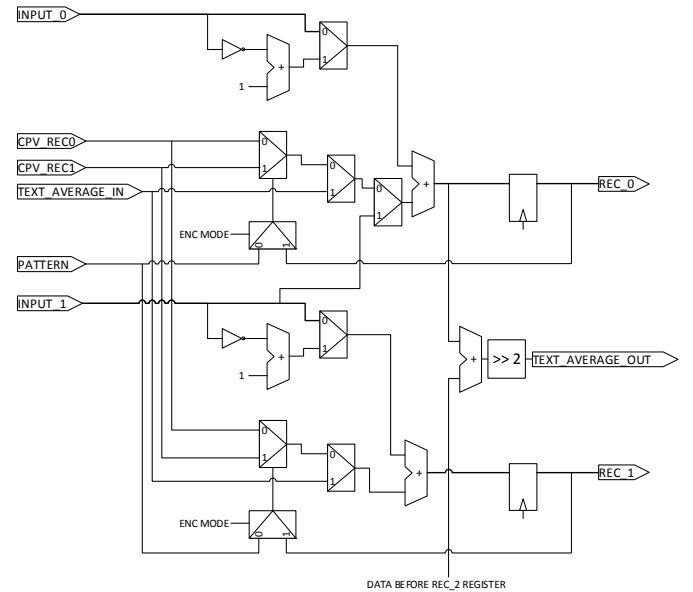 INPUT_0
0
1
+
1
CPV_REC0
0
CPV_REC1
1
0
TEXT_AVERAGE_IN
1
0
1
+
REC_0
ENC MODE
0
1
PATTERN
INPUT_1
0
1
+
1
+
>> 2
TEXT_AVERAGE_OUT
0
1
0
1
+
REC_1
ENC MODE
0
1
DATA BEFORE REC_2 REGISTER